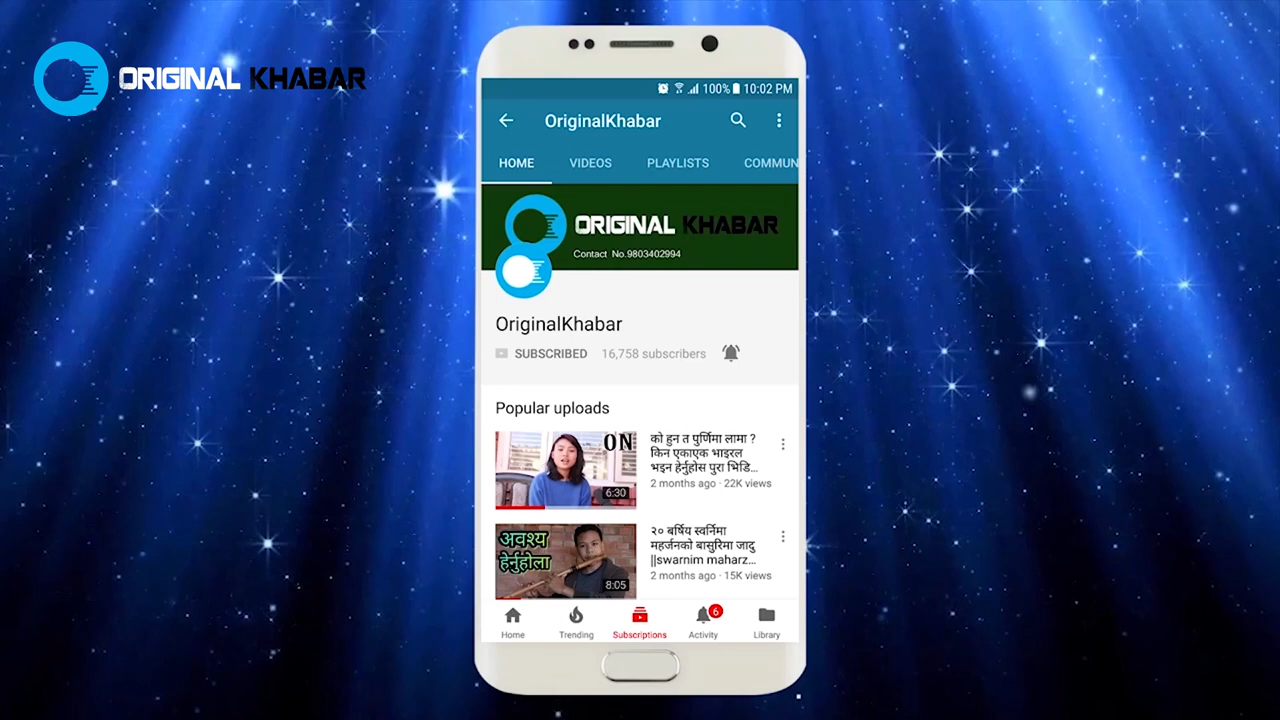 ORIGINAL KHABAR
100% 10:02 PM
OriginalKhabar
HOME VIDEOS PLAYLISTS COMMUN
ORIGINAL KHABAR
Contact No.9803402994
OriginalKhabar
SUBSCRIBED 16,758 subscribers
Popular uploads
ON
6:30
को हुन त पुर्णिमा लामा ?
किन एकाएक भाइरल
भइन हेर्नुहोस पुरा भिडि...
2 months ago · 22K views
अवश्य
हेर्नुहोला
8:05
२० बर्षिय स्वर्निमा
महर्जनको बासुरिमा जादु
||swarnim maharz...
2 months ago · 15K views
6
Home Trending Subscriptions Activity Library